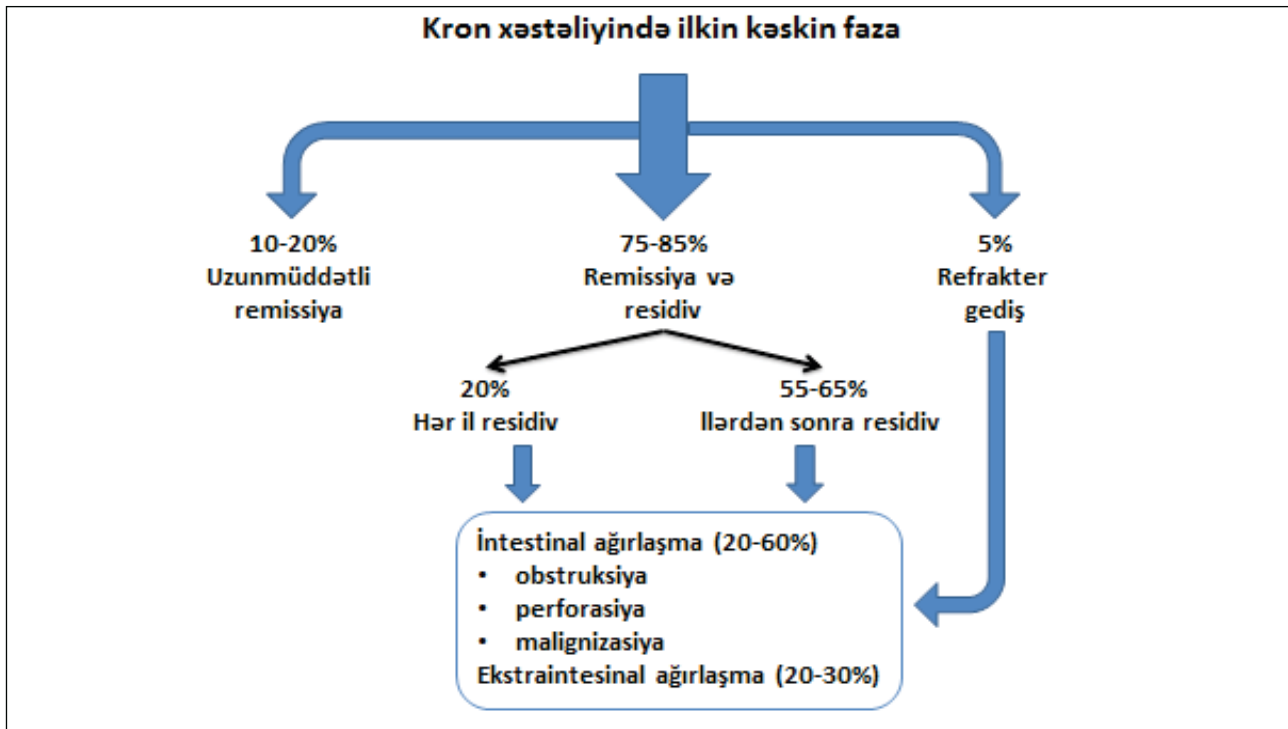 Kron xəstəliyində ilkin kəskin faza
10-20%
Uzunmüddətli
remissiya
75-85%
Remissiya və
residiv
5%
Refrakter
gediş
20%
Hər il residiv
55-65%
llərdən sonra residiv
İntestinal ağırlaşma (20-60%)
• obstruksiya
• perforasiya
• malignizasiya
Ekstraintesinal ağırlaşma (20-30%)